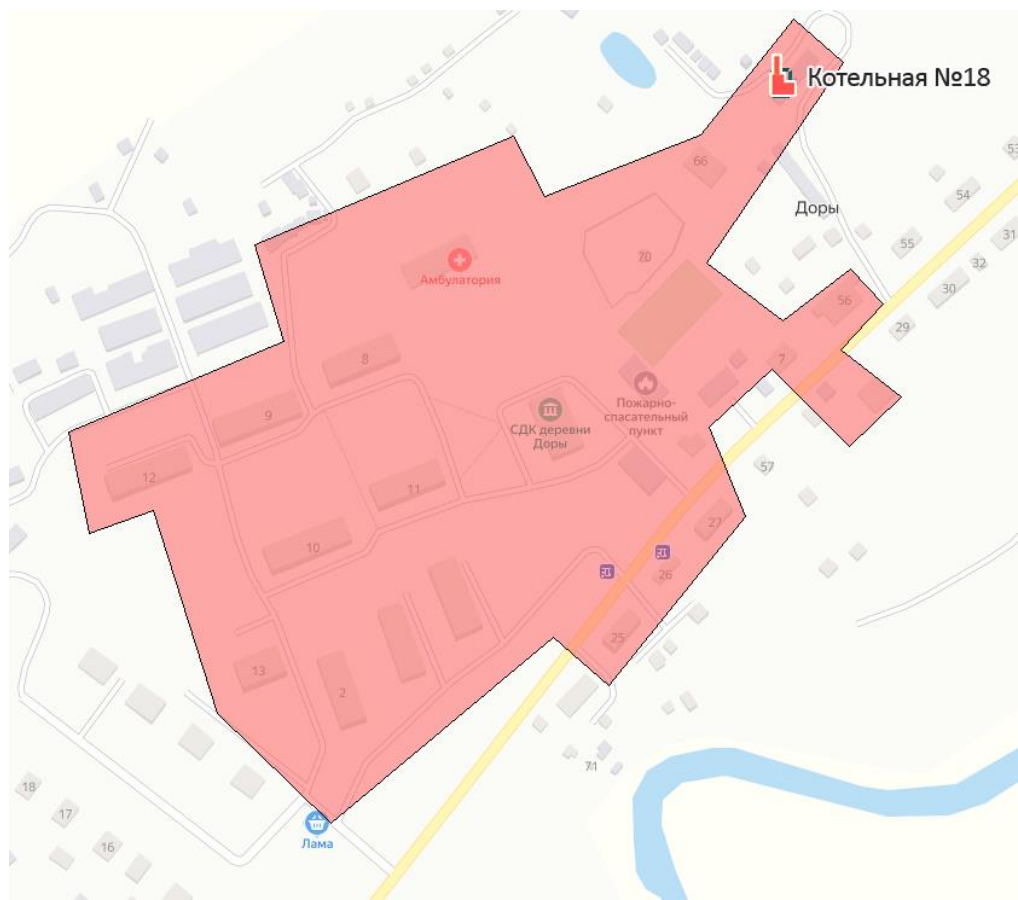 Котельная №18
53
66
54
Доры
31
55
32
70
30
Амбулатория
56
29
8
7
9
Пожарно-
спасательный
пункт
СДК деревни
Доры
57
12
11
27
10
26
25
13
2
71
18
17
16
Лама